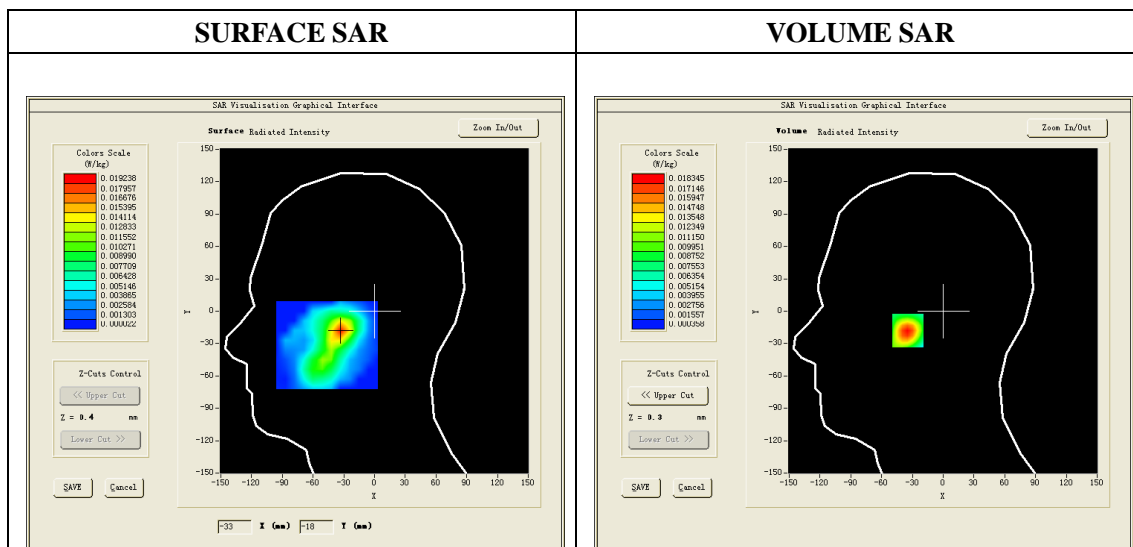 SURFACE SAR
VOLUME SAR
SAR Visualisation Graphical Interface
Surface Radiated Intensity
Zoom In/Out
Colors Scale
(W/kg)
0.019238
0.017957
0.016676
0.015395
0.014114
0.012833
0.011552
0.010271
0.008990
0.007709
0.006428
0.005146
0.003865
0.002584
0.001303
0.000022
150
120
90
60
30
0
-30
-60
-90
-120
-150
Y
-150 -120 -90 -60 -30 0 30 60 90 120 150
X
Z-Cuts Control
<< Upper Cut
Z = 0.4 mm
Lower Cut >>
SAVE Cancel
-33 X (mm) -18 Y (mm)
SAR Visualisation Graphical Interface
Volume Radiated Intensity
Zoom In/Out
Colors Scale
(W/kg)
0.018345
0.017146
0.015947
0.014748
0.013548
0.012349
0.011150
0.009951
0.008752
0.007553
0.006354
0.005154
0.003955
0.002756
0.001557
0.000358
150
120
90
60
30
0
-30
-60
-90
-120
-150
Y
-150 -120 -90 -60 -30 0 30 60 90 120 150
X
Z-Cuts Control
<< Upper Cut
Z = 0.3 mm
Lower Cut >>
SAVE Cancel